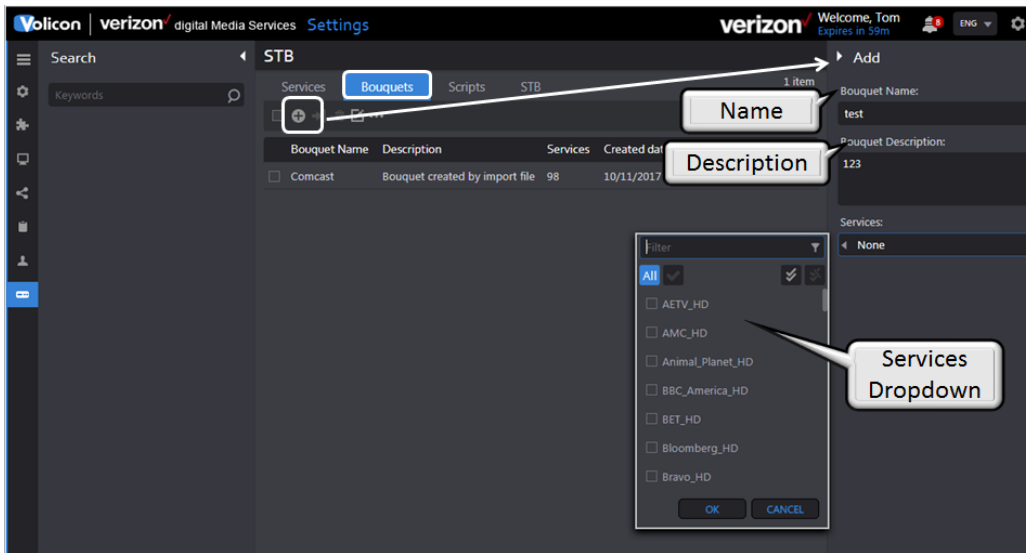 Volicon verizon digital Media Services Settings
verizon Welcome, Tom
Expires in 59m
8
ENG
Search
Keywords
STB
Services Bouquets Scripts STB
1 item
Bouquet Name Description Services Created dat
Comcast Bouquet created by import file 98 10/11/2017
Add
Bouquet Name:
test
Bouquet Description:
123
Services:
None
Name
Description
Filter
All
AETV_HD
AMC_HD
Animal_Planet_HD
BBC_America_HD
BET_HD
Bloomberg_HD
Bravo_HD
OK CANCEL
Services
Dropdown